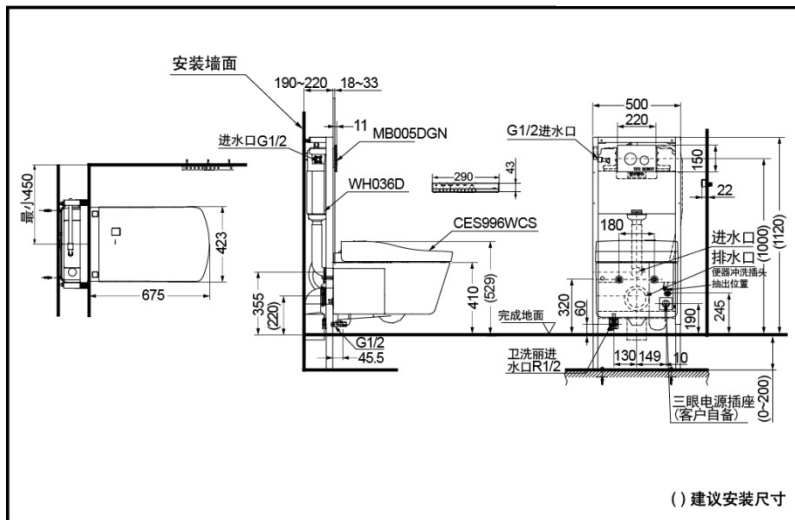 安装墙面
190~220
18~33
11
MB005DGN
进水口G1/2
WH036D
290
43
CES996WCS
最小450
423
675
355
(220)
410
(529)
G1/2
45.5
完成地面
500
220
G1/2进水口
150
22
180
进水口
排水口
便器冲洗插头
抽出位置
(1000)
(1120)
320
60
190
245
卫洗丽进
水口R1/2
130
149
10
三眼电源插座
(客户自备)
(0~200)
( ) 建议安装尺寸